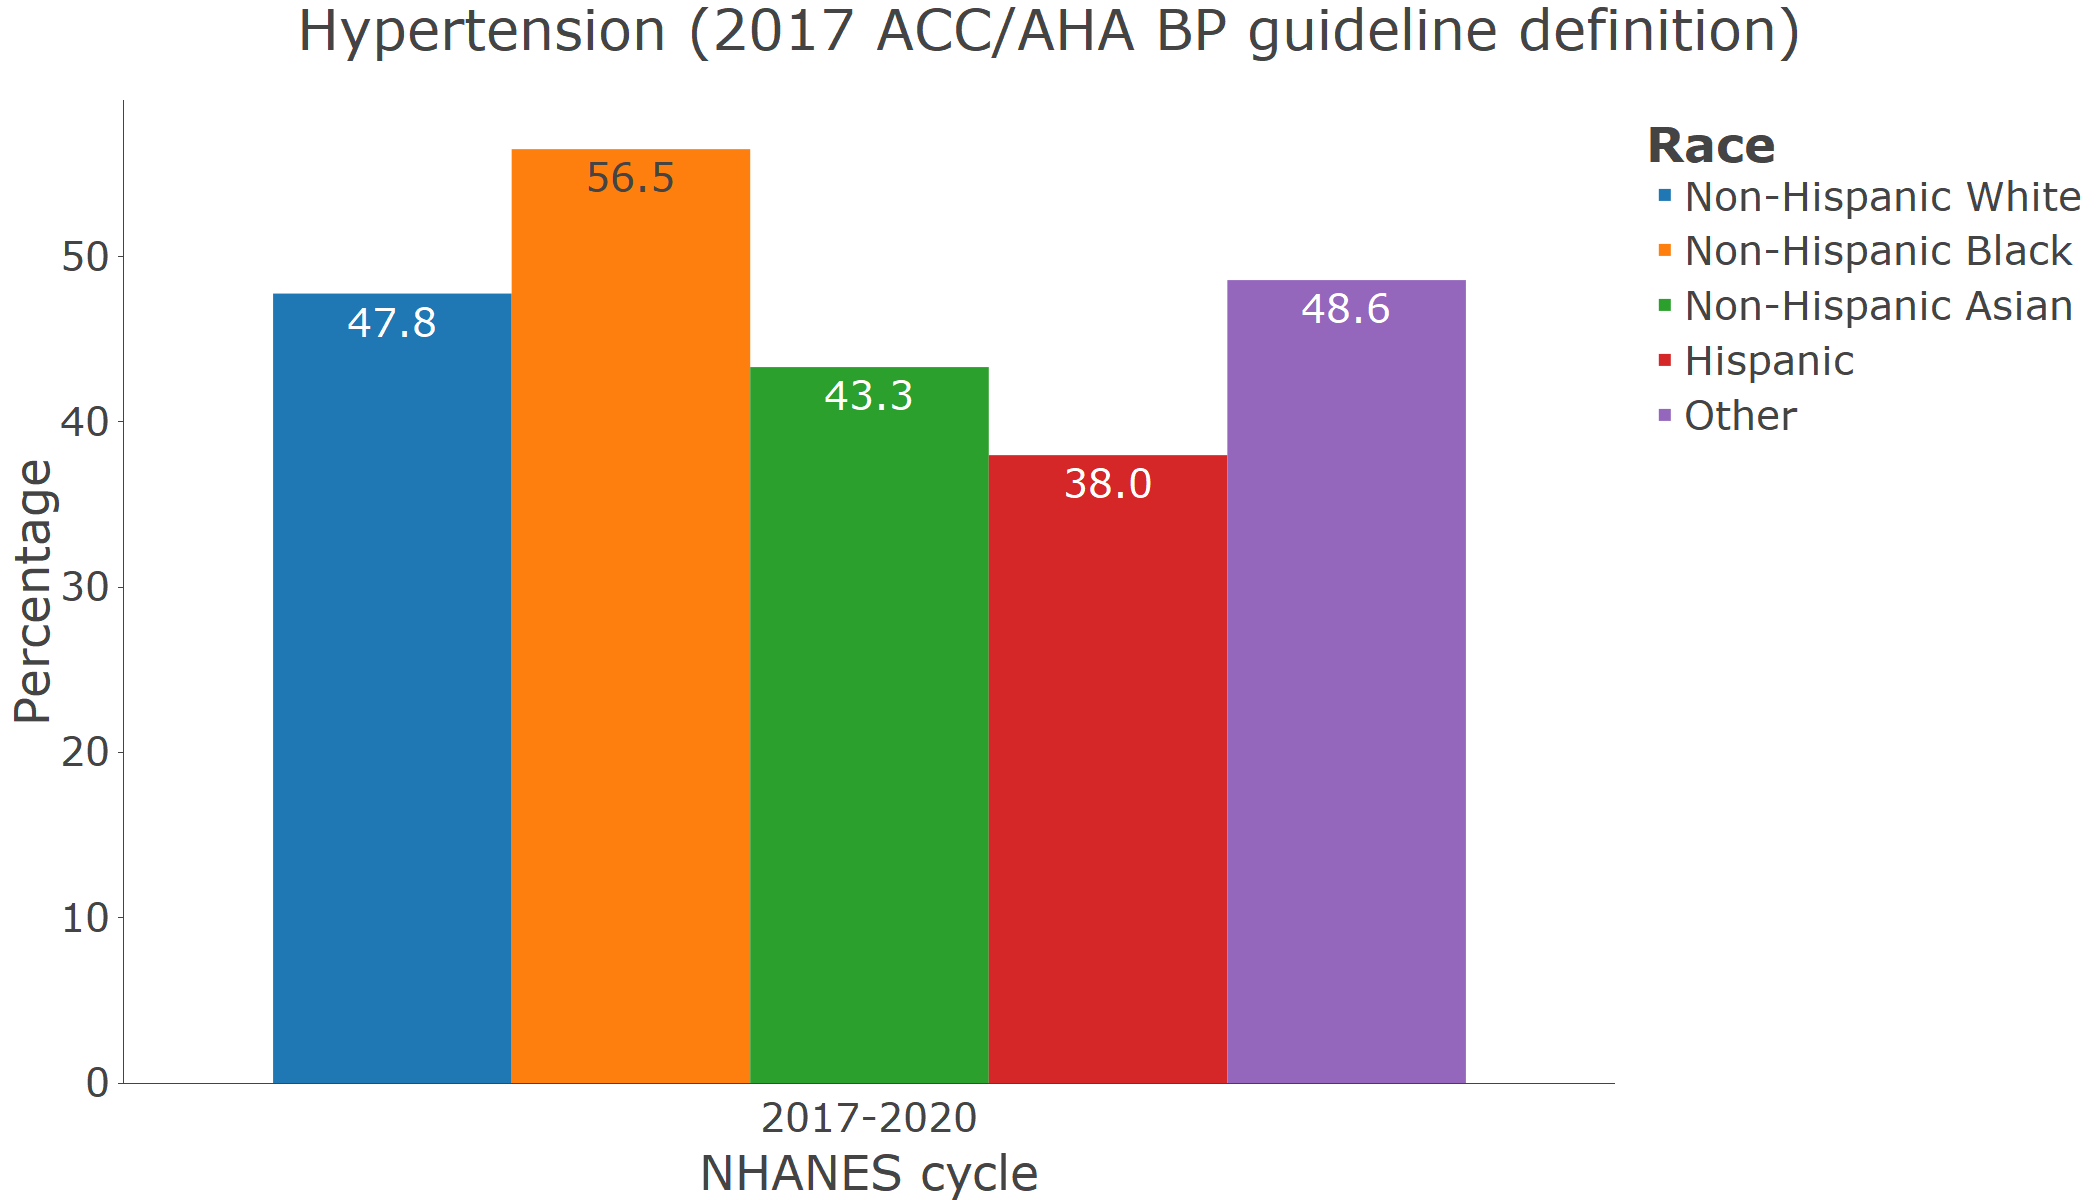 Hypertension (2017 ACC/AHA BP guideline definition)
Race
Non-Hispanic White
Non-Hispanic Black
Non-Hispanic Asian
Hispanic
Other
Percentage
50
40
30
20
10
0
47.8
56.5
43.3
38.0
48.6
2017-2020
NHANES cycle